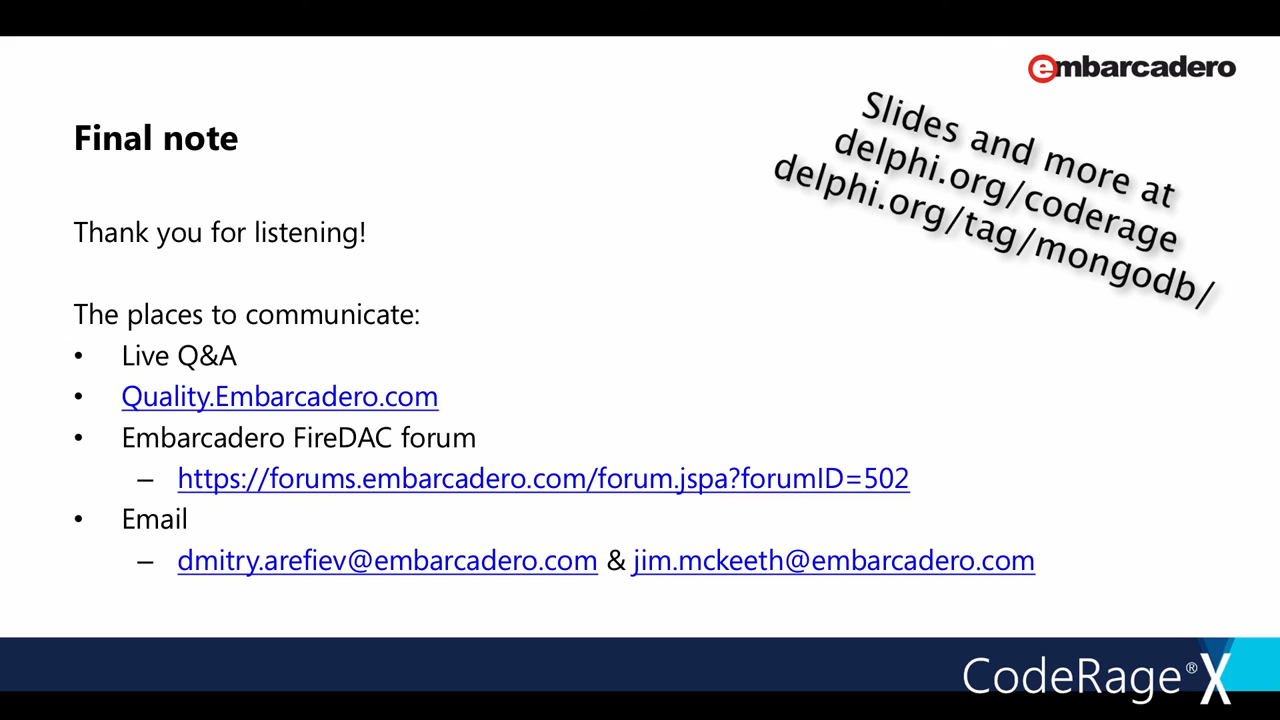 embarcadero
Slides and more at
delphi.org/coderage
delphi.org/tag/mongodb/
Final note
Thank you for listening!
The places to communicate:
• Live Q&A
• Quality.Embarcadero.com
• Embarcadero FireDAC forum
– https://forums.embarcadero.com/forum.jspa?forumID=502
• Email
– dmitry.arefiev@embarcadero.com & jim.mckeeth@embarcadero.com
CodeRage® X